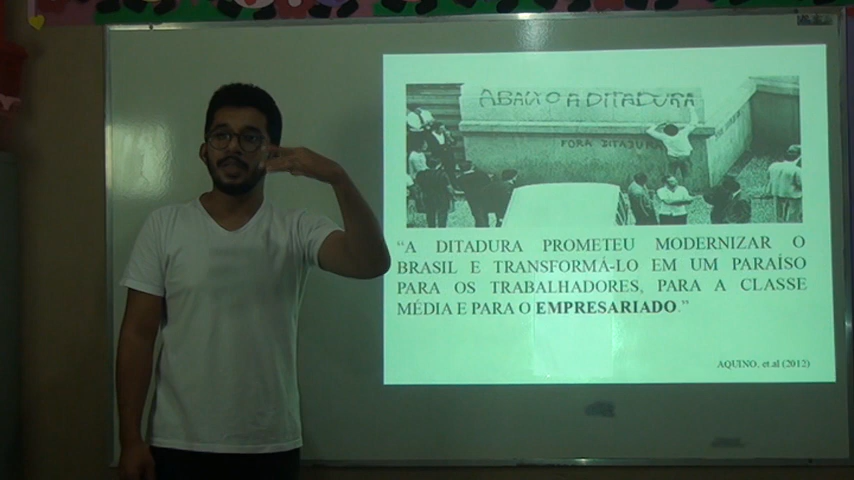 ABAIXO A DITADURA
FORA DITADURA
“A DITADURA PROMETEU MODERNIZAR O
BRASIL E TRANSFORMÁ-LO EM UM PARAÍSO
PARA OS TRABALHADORES, PARA A CLASSE
MÉDIA E PARA O EMPRESARIADO.”
AQUINO, et.al (2012)